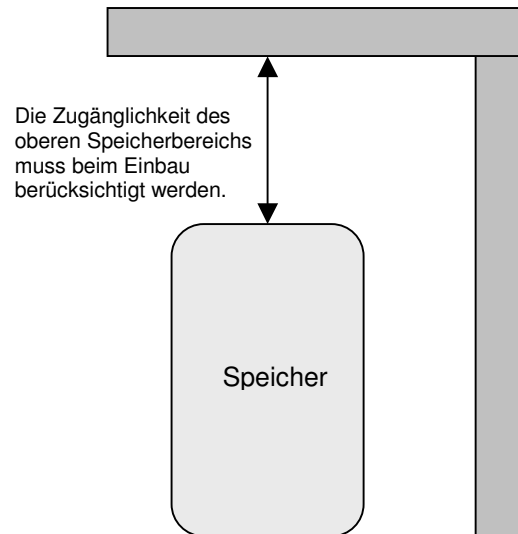 Die Zugänglichkeit des
oberen Speicherbereichs
muss beim Einbau
berücksichtigt werden.
Speicher